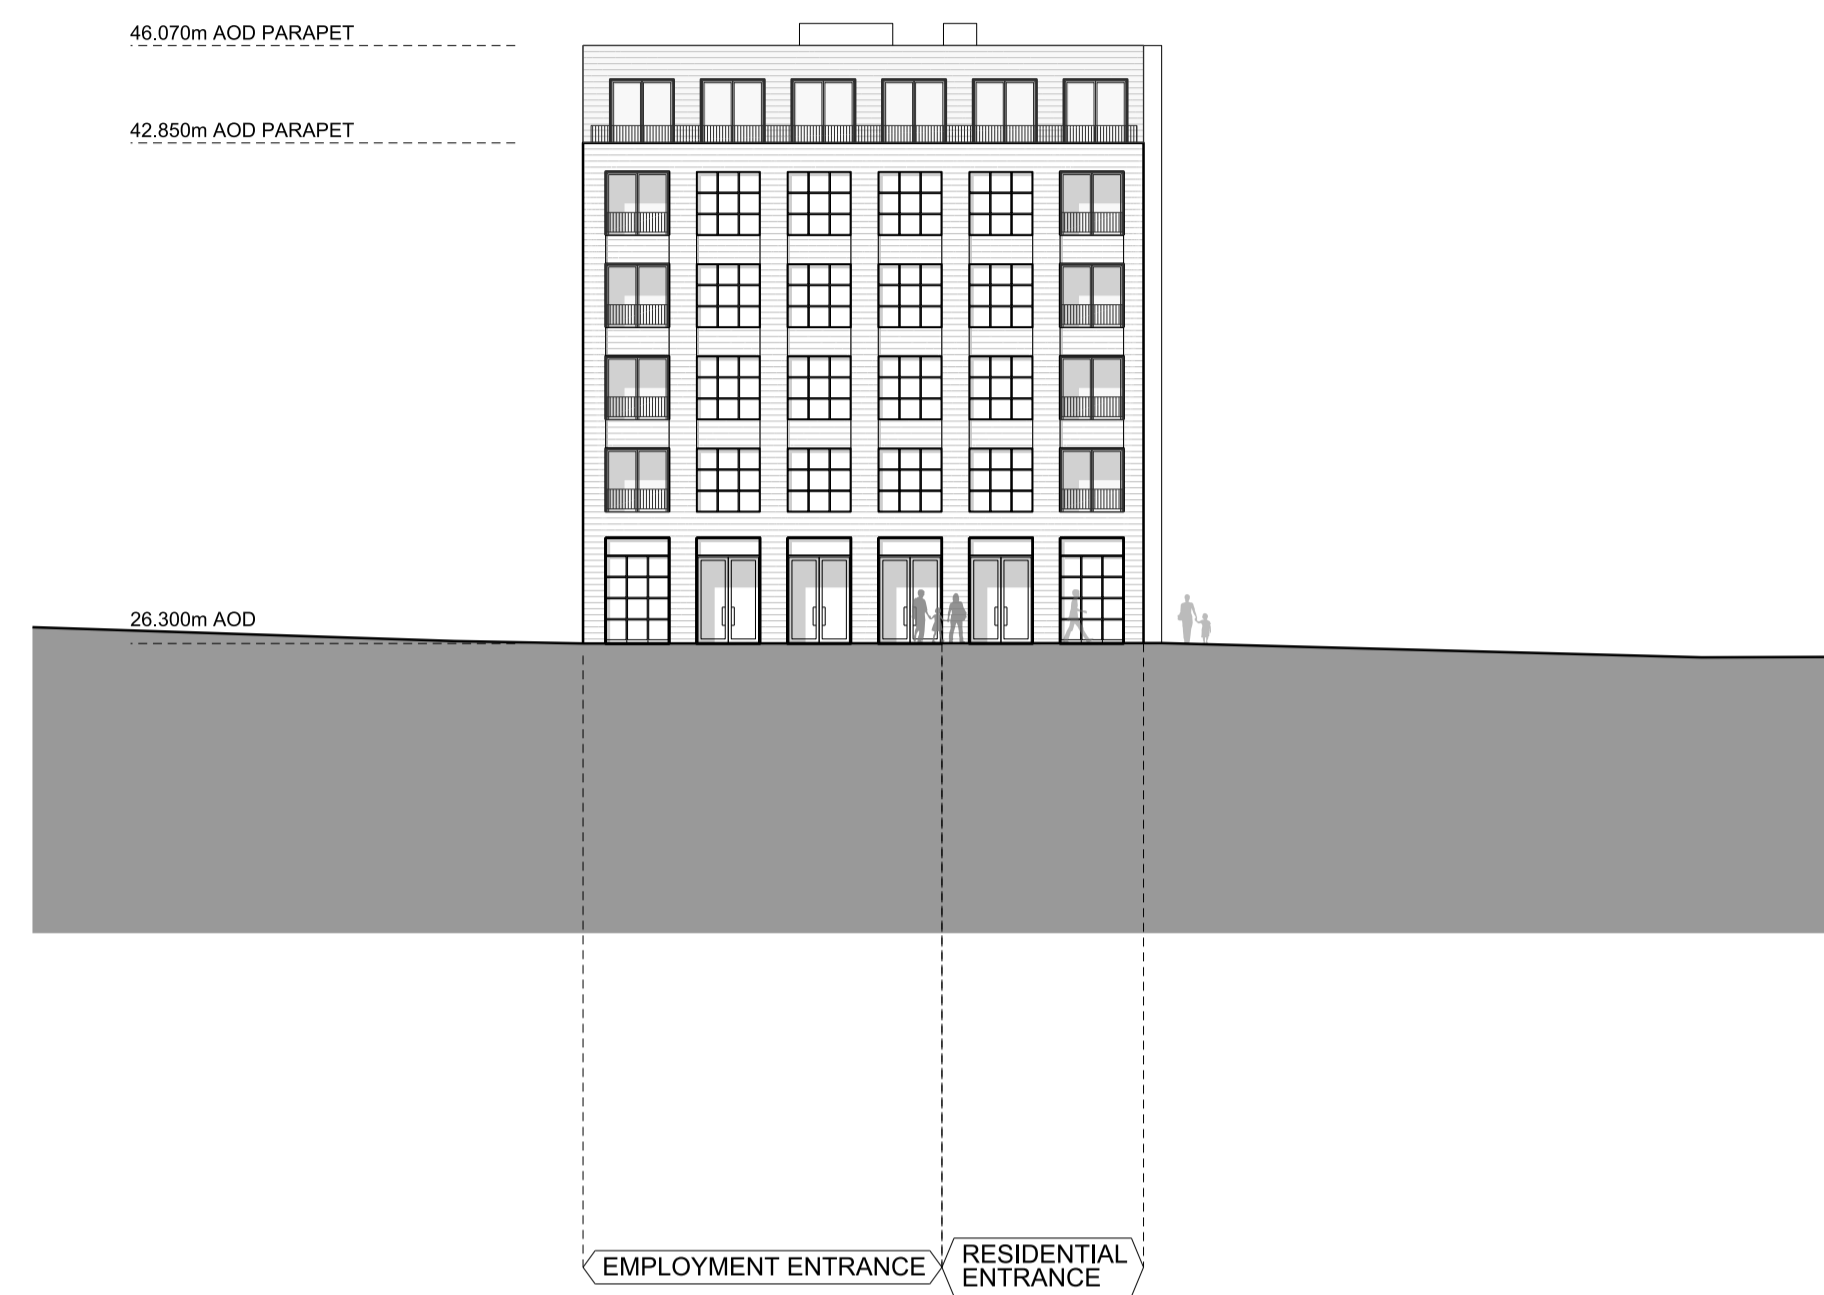 46.070m AOD PARAPET
42.850m AOD PARAPET
26.300m AOD
EMPLOYMENT ENTRANCE
RESIDENTIAL
ENTRANCE